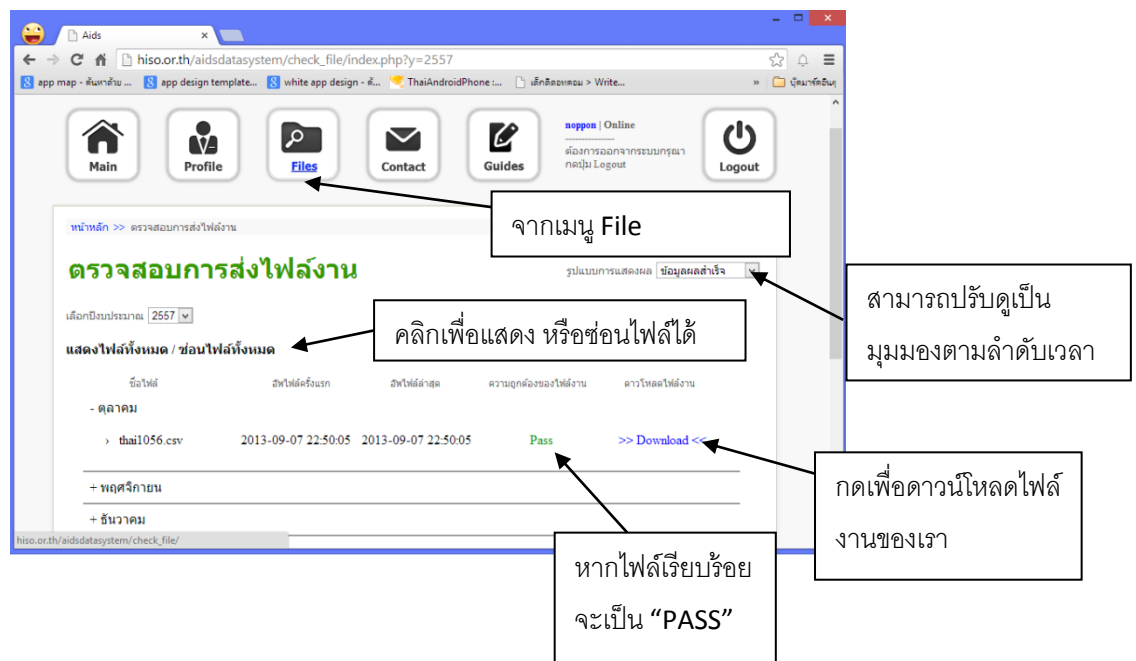 Aids
hiso.or.th/aidsdatasystem/check_file/index.php?y=2557
app map - ค้นหาด้วย ...
app design template...
white app design - ค้...
ThaiAndroidPhone :...
เด็กดีดอทคอม > Write...
»
Main
Profile
Files
Contact
Guides
noppon | Online
---------------
ต้องการออกจากระบบกรุณา
กดปุ่ม Logout
Logout
จากเมนู File
หน้าหลัก >> ตรวจสอบการส่งไฟล์งาน
ตรวจสอบการส่งไฟล์งาน
รูปแบบการแสดงผล ข้อมูลผลสำเร็จ
สามารถปรับดูเป็น
มุมมองตามลำดับเวลา
เลือกปีงบประมาณ 2557
คลิกเพื่อแสดง หรือซ่อนไฟล์ได้
แสดงไฟล์ทั้งหมด / ซ่อนไฟล์ทั้งหมด
ชื่อไฟล์ อัพไฟล์ครั้งแรก อัพไฟล์ล่าสุด ความถูกต้องของไฟล์งาน ดาวโหลดไฟล์งาน
- ตุลาคม
› thai1056.csv 2013-09-07 22:50:05 2013-09-07 22:50:05 Pass >> Download <<
+ พฤศจิกายน
+ ธันวาคม
hiso.or.th/aidsdatasystem/check_file/
กดเพื่อดาวน์โหลดไฟล์
งานของเรา
หากไฟล์เรียบร้อย
จะเป็น “PASS”